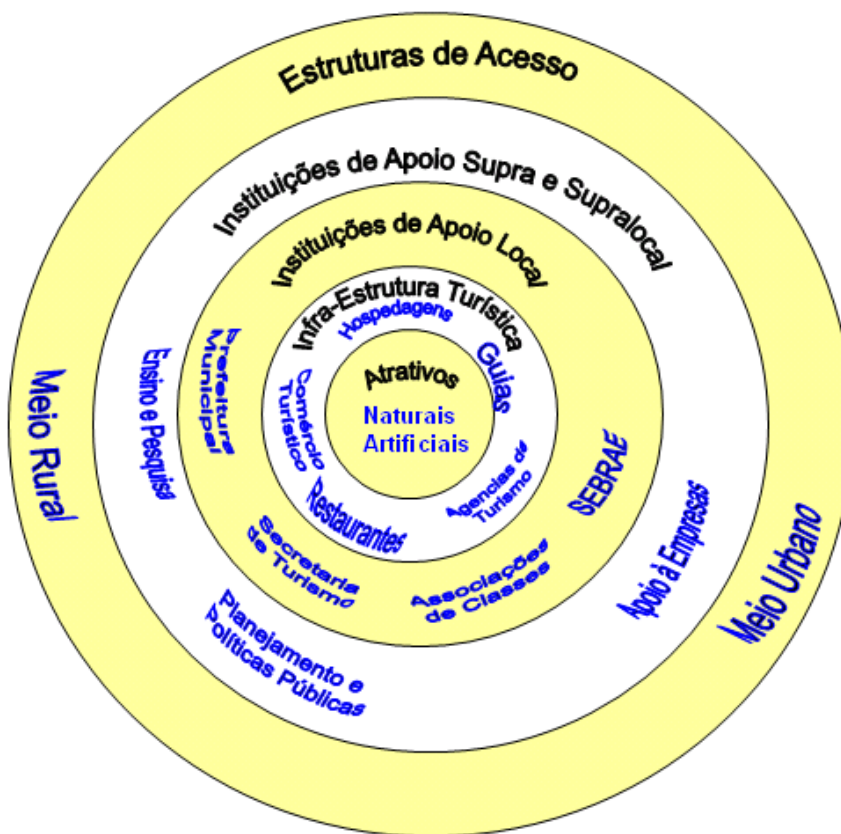 Estruturas de Acesso
Instituições de Apoio Supra e Supralocal
Instituições de Apoio Local
Infra-Estrutura Turística
Hospedagens
Guias
Atrativos
Naturais
Artificiais
Comércio
Turístico
Restaurantes
Agencias de
Turismo
Prefeitura
Municipal
SEBRAE
Secretaria
de Turismo
Associações
de Classes
Ensino e Pesquisa
Apoio à Empresas
Planejamento e
Políticas Públicas
Meio Rural
Meio Urbano